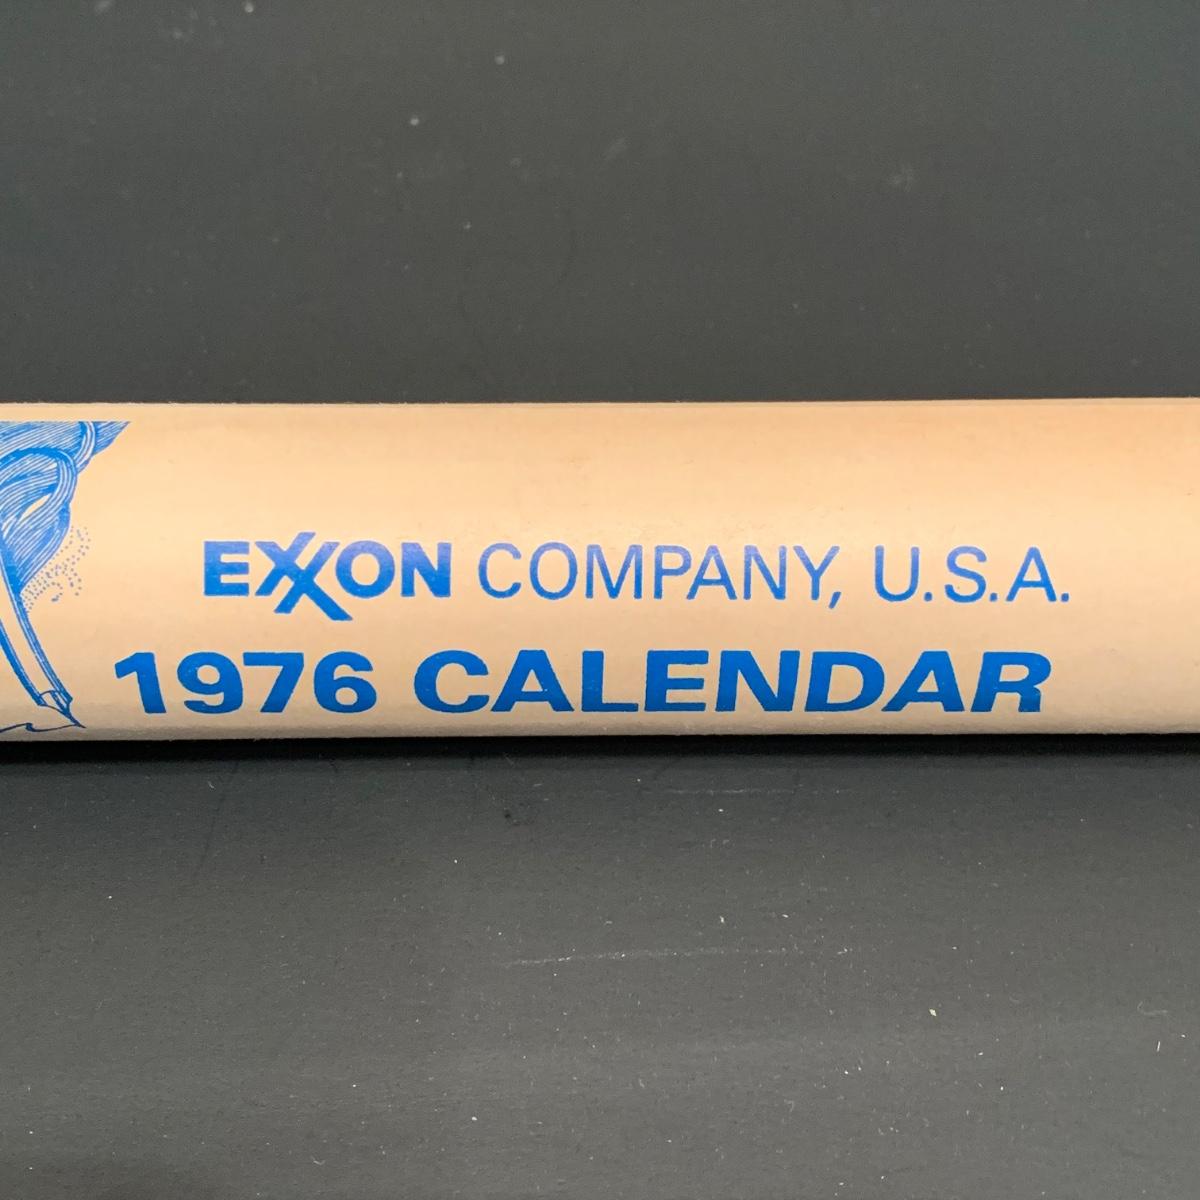 EXXON COMPANY, U.S.A.
1976 CALENDAR